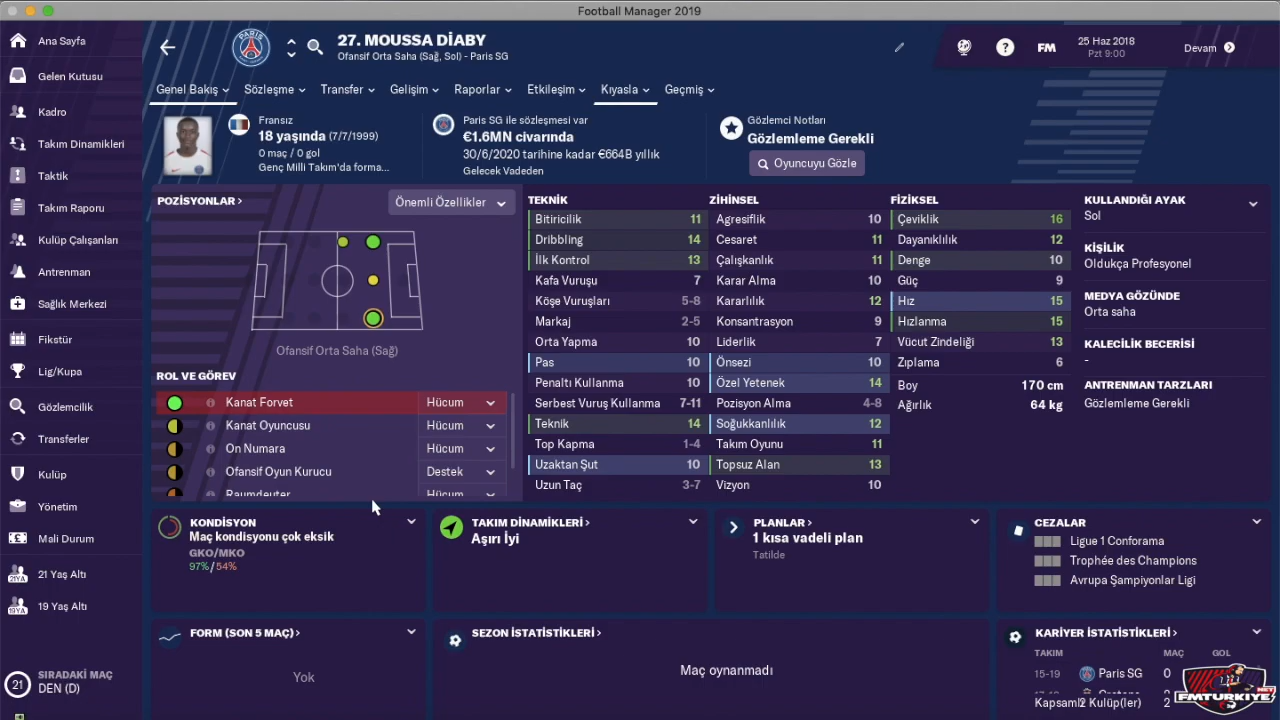 Football Manager 2019
Ana Sayfa
Gelen Kutusu
Kadro
Takım Dinamikleri
Taktik
Takım Raporu
Kulüp Çalışanları
Antrenman
Sağlık Merkezi
Fikstür
Lig/Kupa
Gözlemcilik
Transferler
Kulüp
Yönetim
Mali Durum
21YA 21 Yaş Altı
19YA 19 Yaş Altı
21 SIRADAKİ MAÇ
DEN (D)
27. MOUSSA DİABY
Ofansif Orta Saha (Sağ, Sol) - Paris SG
? FM 25 Haz 2018
Pzt 9:00
Devam
Genel Bakış Sözleşme Transfer Gelişim Raporlar Etkileşim Kıyasla Geçmiş
Fransız
18 yaşında (7/7/1999)
0 maç / 0 gol
Genç Milli Takım'da forma...
Paris SG ile sözleşmesi var
€1.6MN civarında
30/6/2020 tarihine kadar €664B yıllık
Gelecek Vadeden
Gözlemci Notları
Gözlemleme Gerekli
Oyuncuyu Gözle
POZİSYONLAR >
Önemli Özellikler
Ofansif Orta Saha (Sağ)
ROL VE GÖREV
Kanat Forvet Hücum
Kanat Oyuncusu Hücum
On Numara Hücum
Ofansif Oyun Kurucu Destek
Raumdeuter Hücum
TEKNİK
Bitiricilik 11
Dribbling 14
İlk Kontrol 13
Kafa Vuruşu 7
Köşe Vuruşları 5-8
Markaj 2-5
Orta Yapma 10
Pas 10
Penaltı Kullanma 10
Serbest Vuruş Kullanma 7-11
Teknik 14
Top Kapma 1-4
Uzaktan Şut 10
Uzun Taç 3-7
ZİHİNSEL
Agresiflik 10
Cesaret 11
Çalışkanlık 11
Karar Alma 10
Kararlılık 12
Konsantrasyon 9
Liderlik 7
Önsezi 10
Özel Yetenek 14
Pozisyon Alma 4-8
Soğukkanlılık 12
Takım Oyunu 11
Topsuz Alan 13
Vizyon 10
FİZİKSEL
Çeviklik 16
Dayanıklılık 12
Denge 10
Güç 9
Hız 15
Hızlanma 15
Vücut Zindeliği 13
Zıplama 6
Boy 170 cm
Ağırlık 64 kg
KULLANDIĞI AYAK
Sol
KİŞİLİK
Oldukça Profesyonel
MEDYA GÖZÜNDE
Orta saha
KALECİLİK BECERİSİ
-
ANTRENMAN TARZLARI
Gözlemleme Gerekli
KONDİSYON
Maç kondisyonu çok eksik
GKO/MKO
97%/54%
TAKIM DİNAMİKLERİ >
Aşırı İyi
PLANLAR >
1 kısa vadeli plan
Tatilde
CEZALAR
Ligue 1 Conforama
Trophée des Champions
Avrupa Şampiyonlar Ligi
FORM (SON 5 MAÇ) >
Yok
SEZON İSTATİSTİKLERİ >
Maç oynanmadı
KARİYER İSTATİSTİKLERİ >
TAKIM MAÇ GOL
15-19 Paris SG 0
Kapsamlı 2 Kulüp(ler) 2
FMTURKIYE.NET